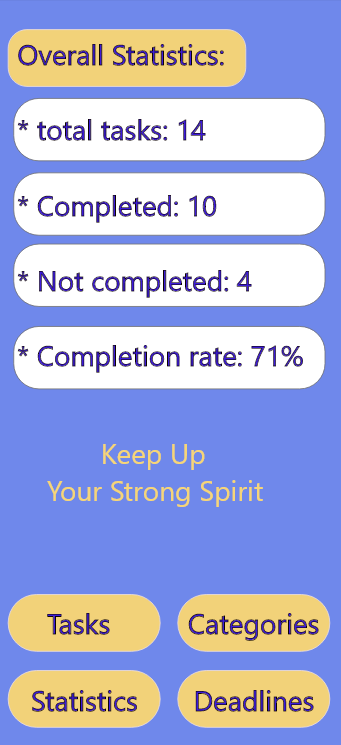 Overall Statistics:
* total tasks: 14
* Completed: 10
* Not completed: 4
* Completion rate: 71%
Keep Up
Your Strong Spirit
Tasks
Categories
Statistics
Deadlines